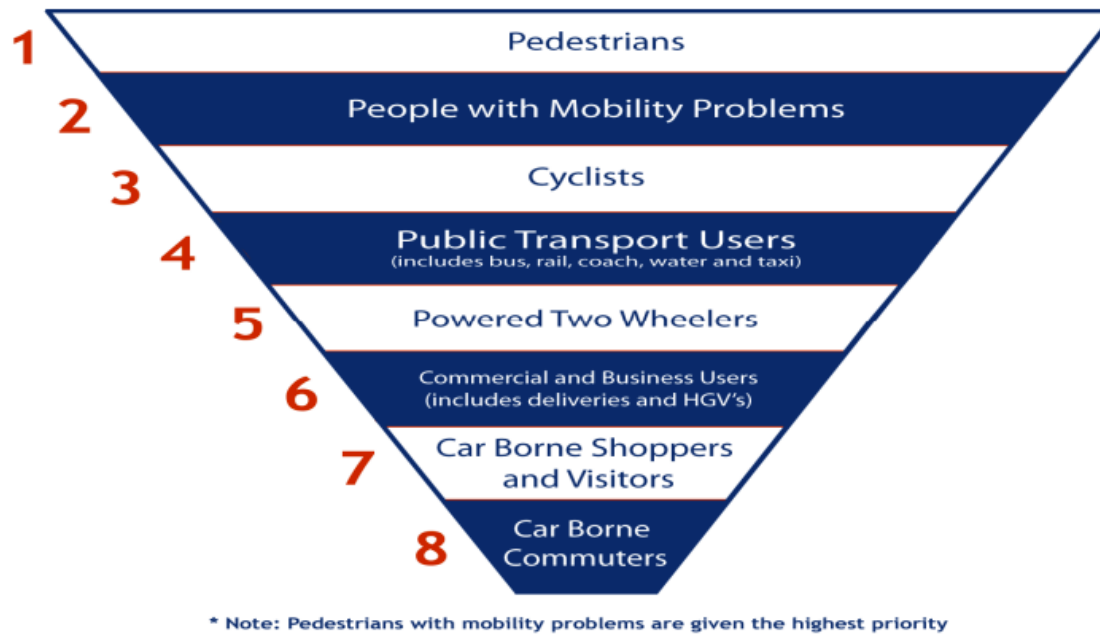 1 Pedestrians
2 People with Mobility Problems
3 Cyclists
4 Public Transport Users
(includes bus, rail, coach, water and taxi)
5 Powered Two Wheelers
6 Commercial and Business Users
(includes deliveries and HGV's)
7 Car Borne Shoppers
and Visitors
8 Car Borne
Commuters
* Note: Pedestrians with mobility problems are given the highest priority